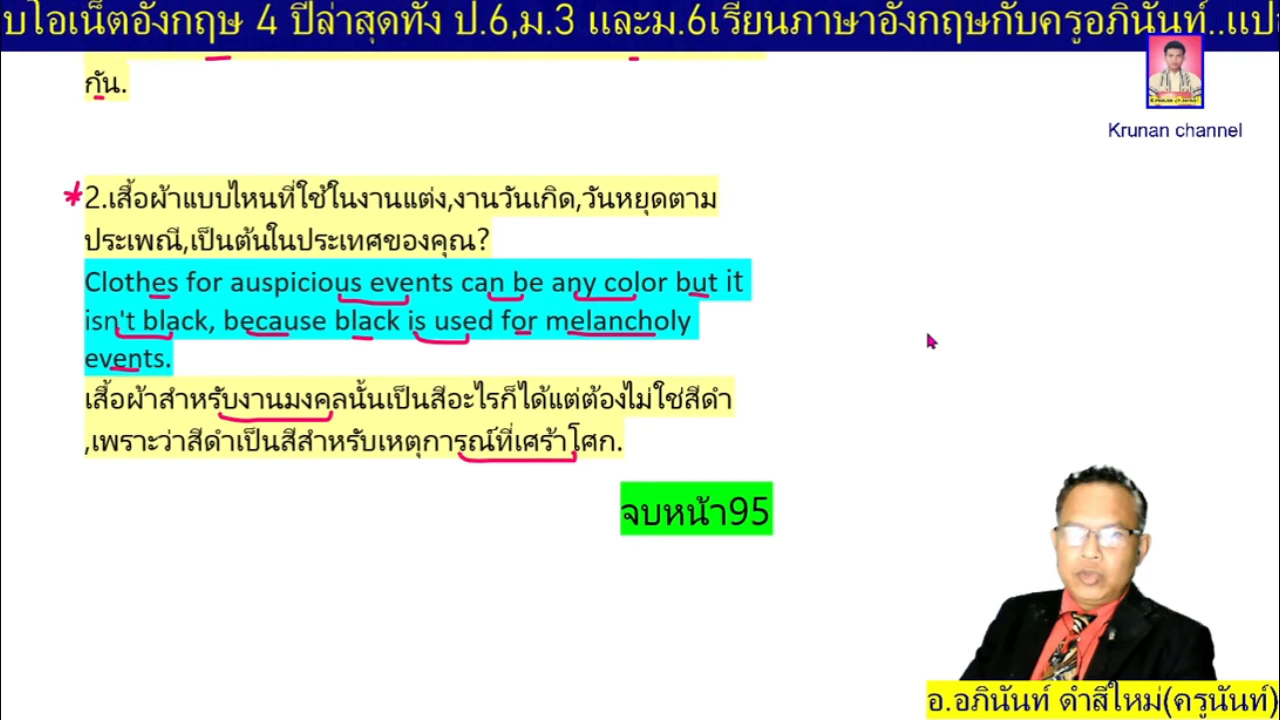 บโอเน็ตอังกฤษ 4 ปีล่าสุดทั้ง ป.6,ม.3 และม.6เรียนภาษาอังกฤษกับครูอภินันท์..แป
กัน.
Krunan channel
*2.เสื้อผ้าแบบไหนที่ใช้ในงานแต่ง,งานวันเกิด,วันหยุดตาม
ประเพณี,เป็นต้นในประเทศของคุณ?
Clothes for auspicious events can be any color but it
isn't black, because black is used for melancholy
events.
เสื้อผ้าสำหรับงานมงคลนั้นเป็นสีอะไรก็ได้แต่ต้องไม่ใช่สีดำ
,เพราะว่าสีดำเป็นสีสำหรับเหตุการณ์ที่เศร้าโศก.
จบหน้า95
อ.อภินันท์ ดำสีใหม่(ครูนันท์)